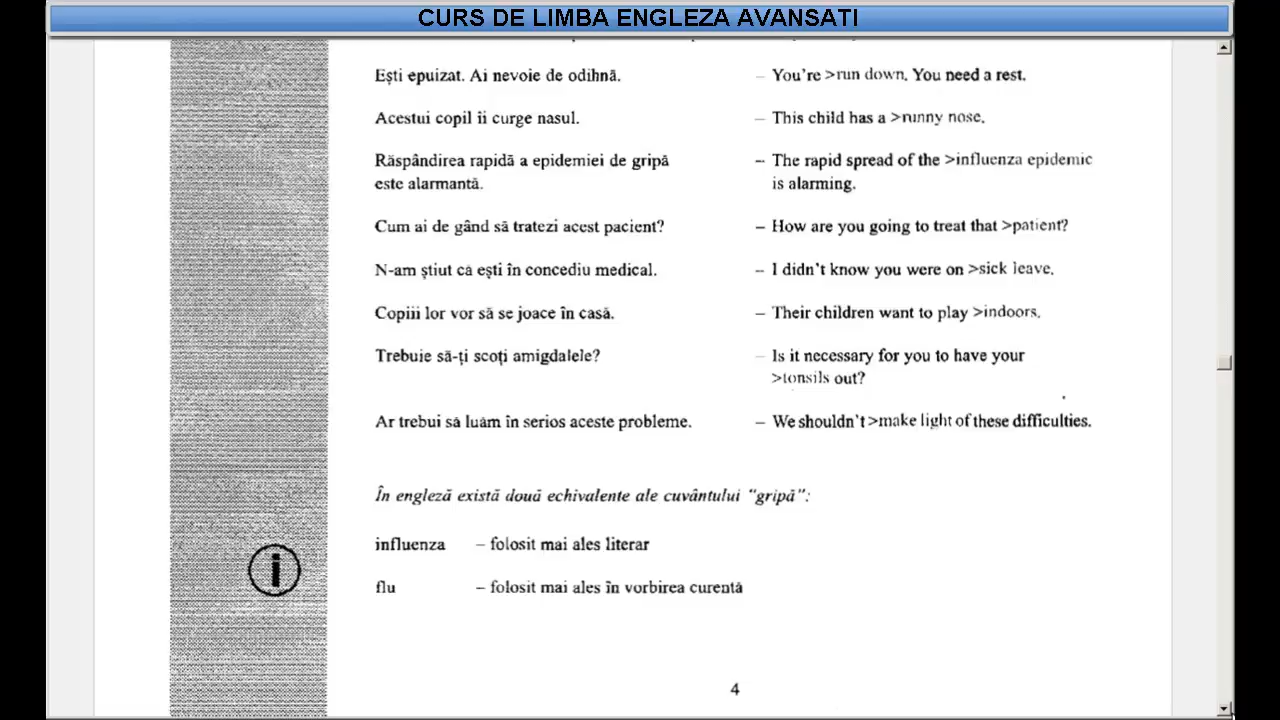 CURS DE LIMBA ENGLEZA AVANSATI
Ești epuizat. Ai nevoie de odihnă. – You're >run down. You need a rest.
Acestui copil îi curge nasul. – This child has a >runny nose.
Răspândirea rapidă a epidemiei de gripă – The rapid spread of the >influenza epidemic
este alarmantă. is alarming.
Cum ai de gând să tratezi acest pacient? – How are you going to treat that >patient?
N-am știut că ești în concediu medical. – I didn't know you were on >sick leave.
Copiii lor vor să se joace în casă. – Their children want to play >indoors.
Trebuie să-ți scoți amigdalele? – Is it necessary for you to have your
>tonsils out?
Ar trebui să luăm în serios aceste probleme. – We shouldn't >make light of these difficulties.
În engleză există două echivalente ale cuvântului "gripă":
influenza – folosit mai ales literar
i
flu – folosit mai ales în vorbirea curentă
4